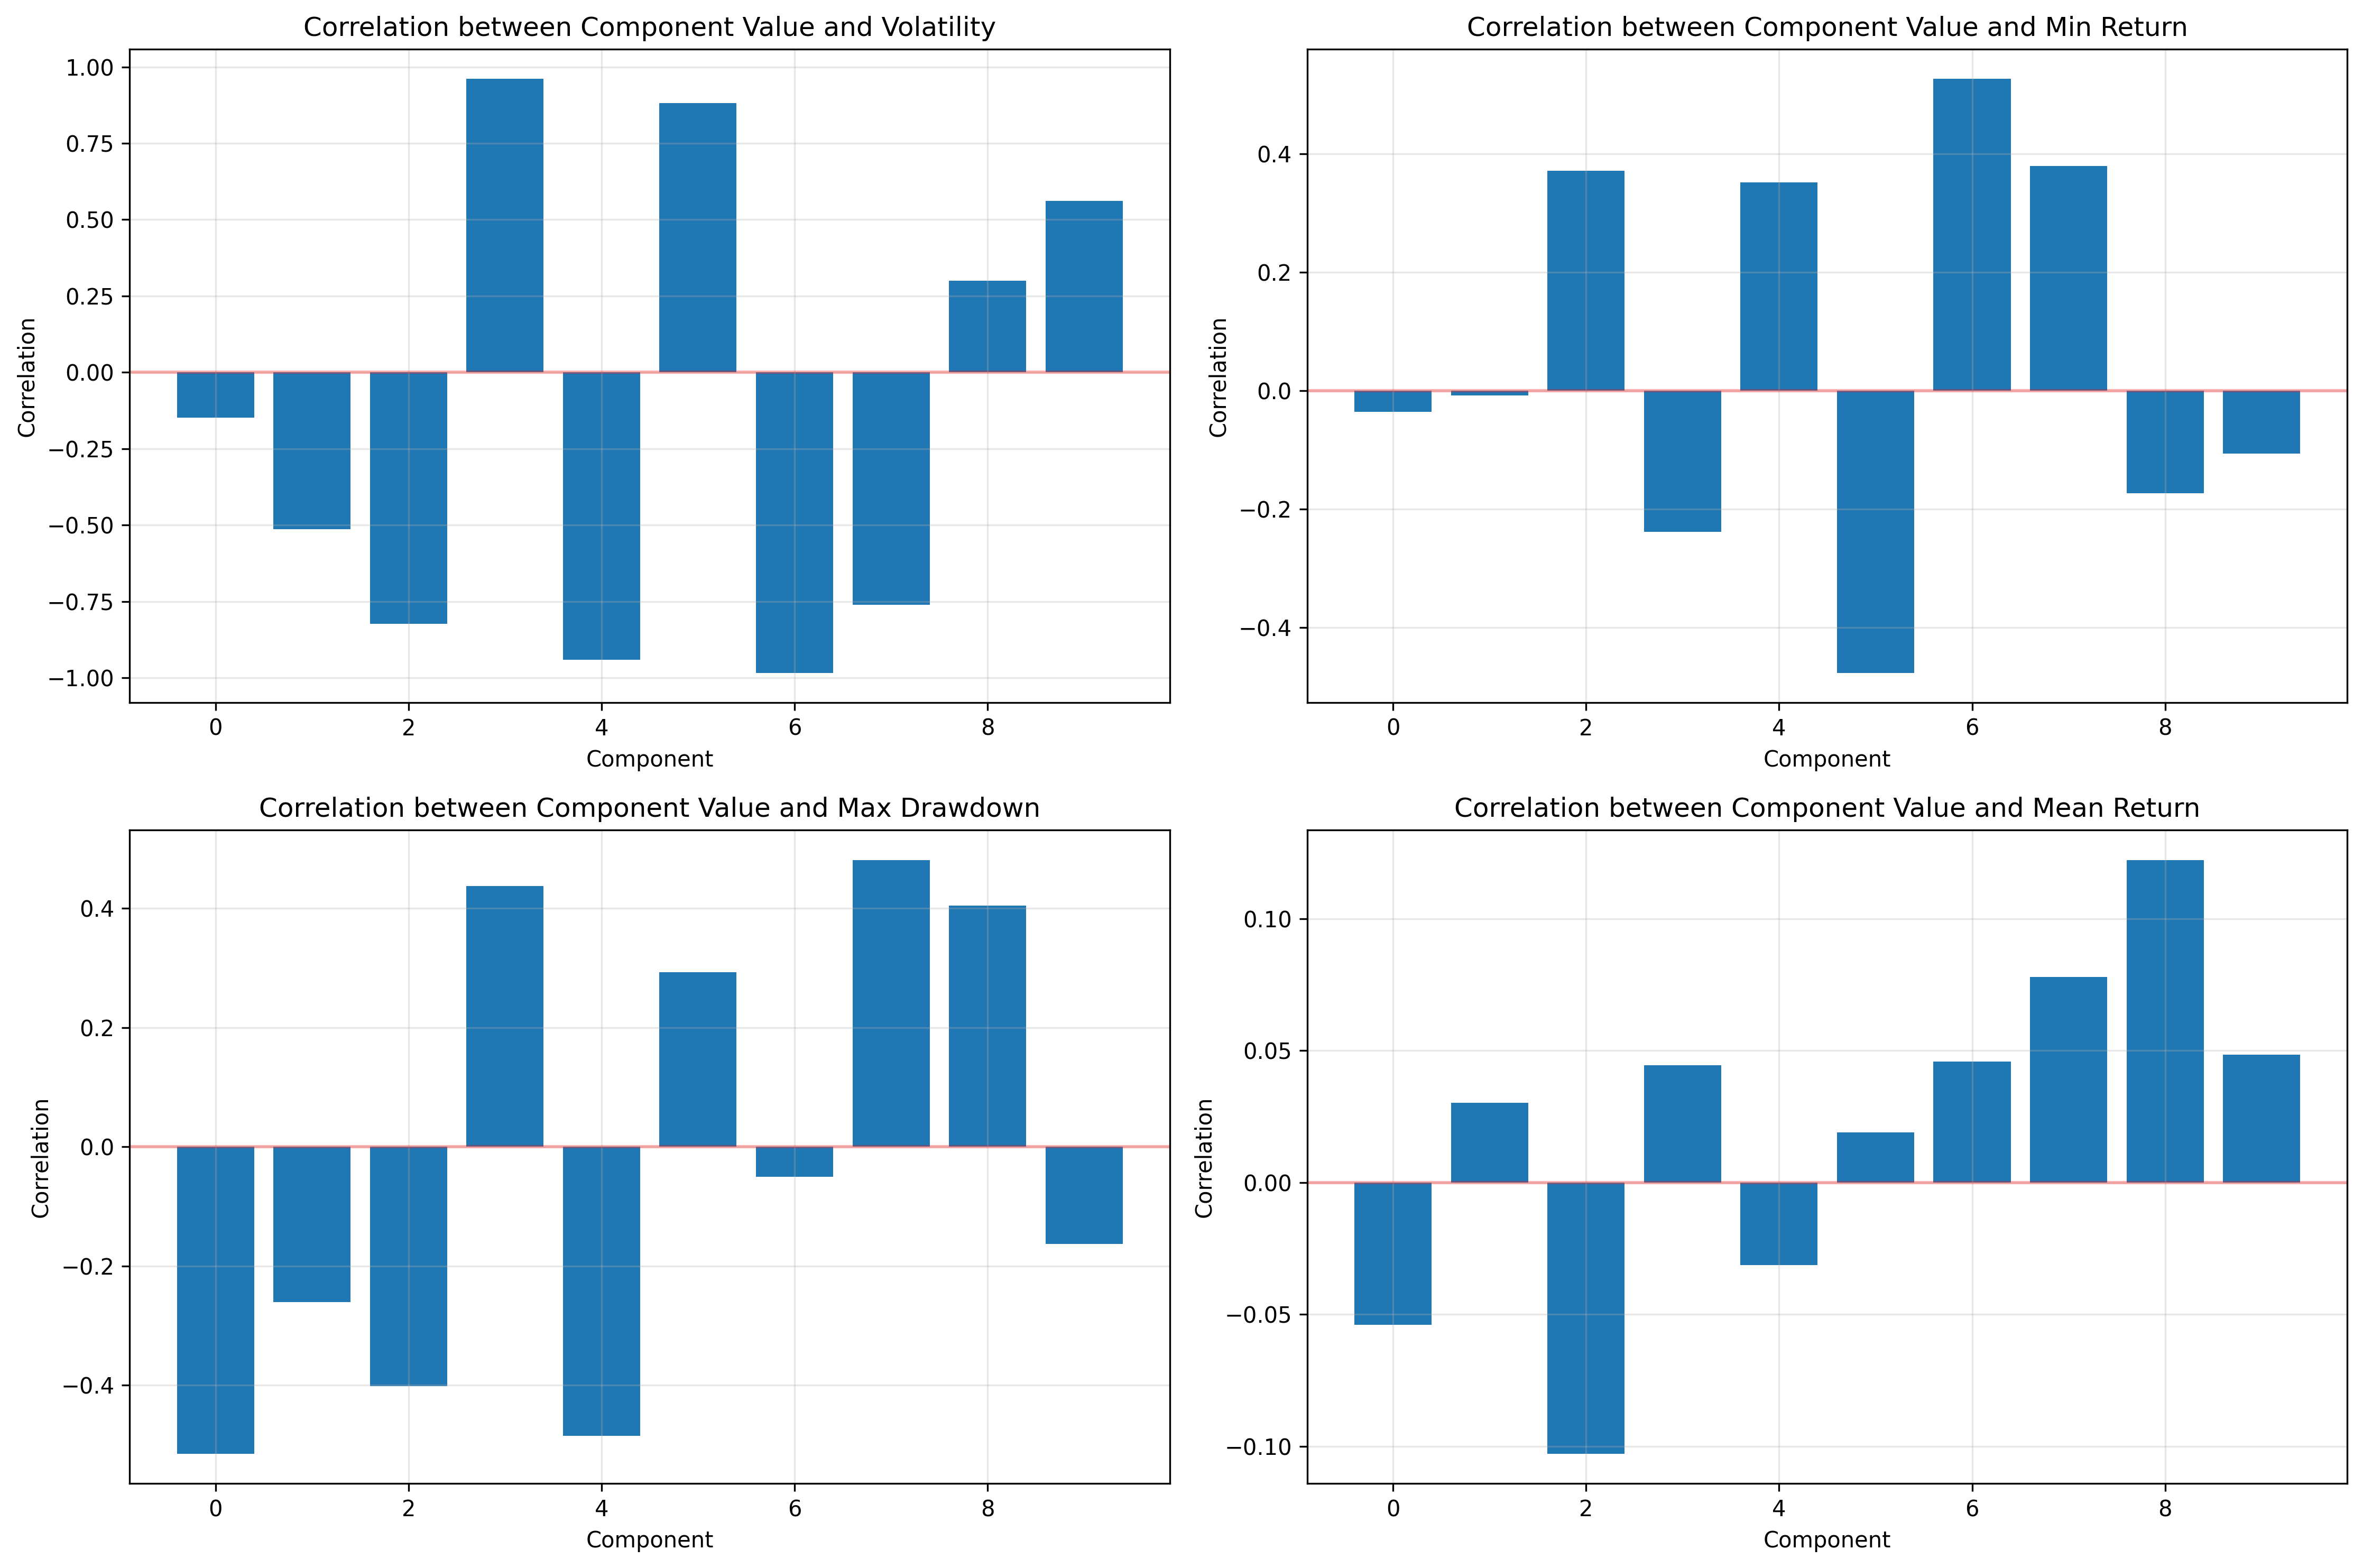 Correlation between Component Value and Volatility
1.00
0.75
0.50
0.25
0.00
−0.25
−0.50
−0.75
−1.00
Correlation
0 2 4 6 8
Component
Correlation between Component Value and Min Return
0.4
0.2
0.0
−0.2
−0.4
Correlation
0 2 4 6 8
Component
Correlation between Component Value and Max Drawdown
0.4
0.2
0.0
−0.2
−0.4
Correlation
0 2 4 6 8
Component
Correlation between Component Value and Mean Return
0.10
0.05
0.00
−0.05
−0.10
Correlation
0 2 4 6 8
Component